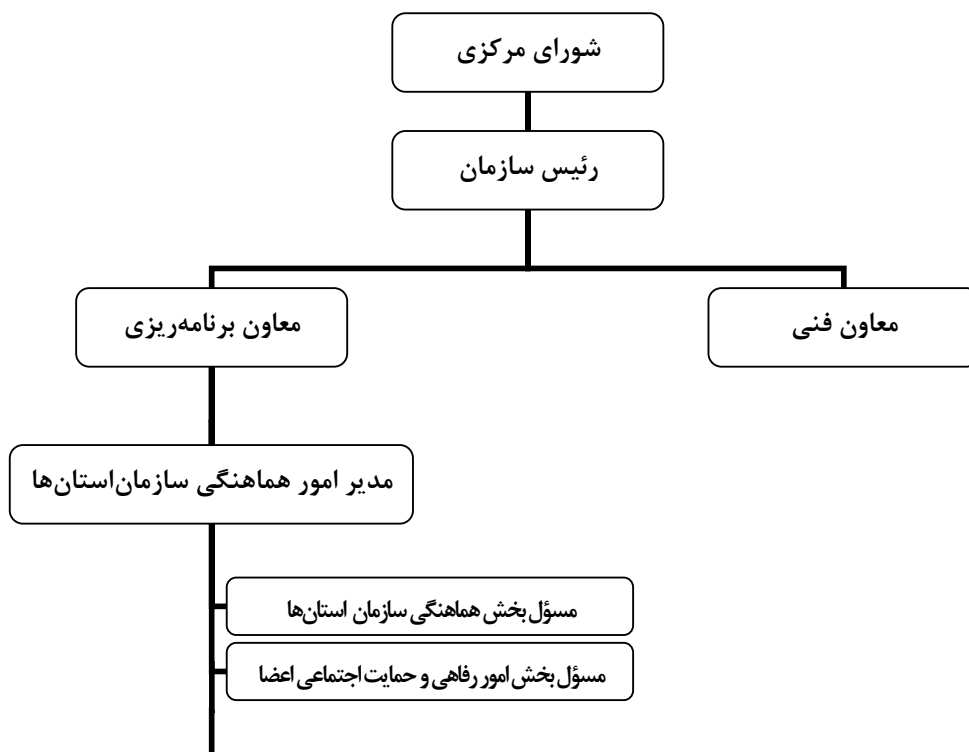 شورای مرکزی
رئیس سازمان
معاون فنی
معاون برنامه‌ریزی
مدیر امور هماهنگی سازمان‌استان‌ها
مسؤل بخش هماهنگی سازمان استان‌ها
مسؤل بخش امور رفاهی و حمایت اجتماعی اعضا